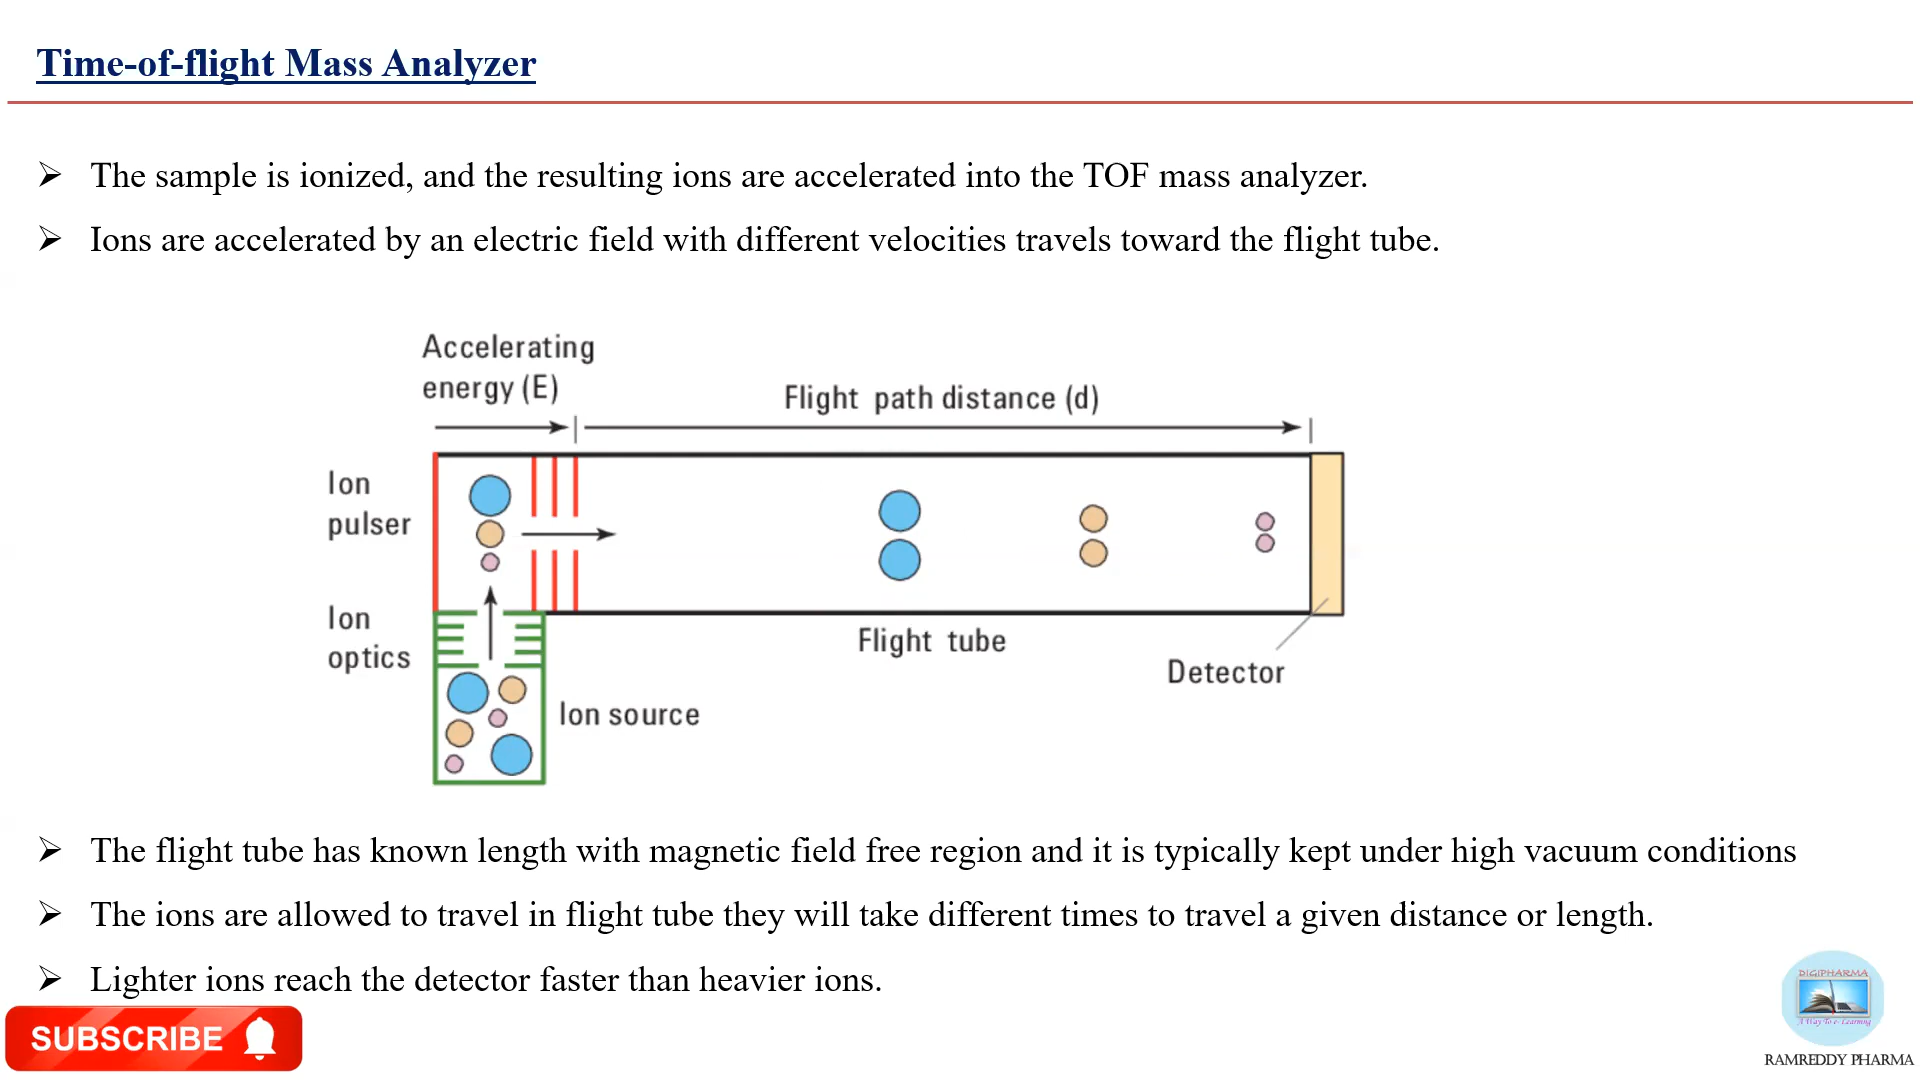 Time-of-flight Mass Analyzer
The sample is ionized, and the resulting ions are accelerated into the TOF mass analyzer.
Ions are accelerated by an electric field with different velocities travels toward the flight tube.
Accelerating
energy (E)
Flight path distance (d)
Ion
pulser
Ion
optics
Flight tube
Detector
Ion source
The flight tube has known length with magnetic field free region and it is typically kept under high vacuum conditions
The ions are allowed to travel in flight tube they will take different times to travel a given distance or length.
Lighter ions reach the detector faster than heavier ions.
SUBSCRIBE
DIGIPHARMA
A Way To e-Learning
RAMREDDY PHARMA